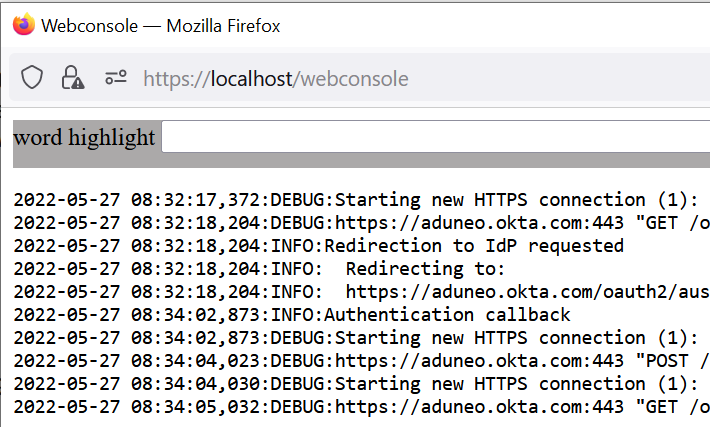 Webconsole — Mozilla Firefox
https://localhost/webconsole
word highlight
2022-05-27 08:32:17,372:DEBUG:Starting new HTTPS connection (1):
2022-05-27 08:32:18,204:DEBUG:https://aduneo.okta.com:443 "GET /o
2022-05-27 08:32:18,204:INFO:Redirection to IdP requested
2022-05-27 08:32:18,204:INFO:  Redirecting to:
2022-05-27 08:32:18,204:INFO:  https://aduneo.okta.com/oauth2/aus
2022-05-27 08:34:02,873:INFO:Authentication callback
2022-05-27 08:34:02,873:DEBUG:Starting new HTTPS connection (1):
2022-05-27 08:34:04,023:DEBUG:https://aduneo.okta.com:443 "POST /
2022-05-27 08:34:04,030:DEBUG:Starting new HTTPS connection (1):
2022-05-27 08:34:05,032:DEBUG:https://aduneo.okta.com:443 "GET /o